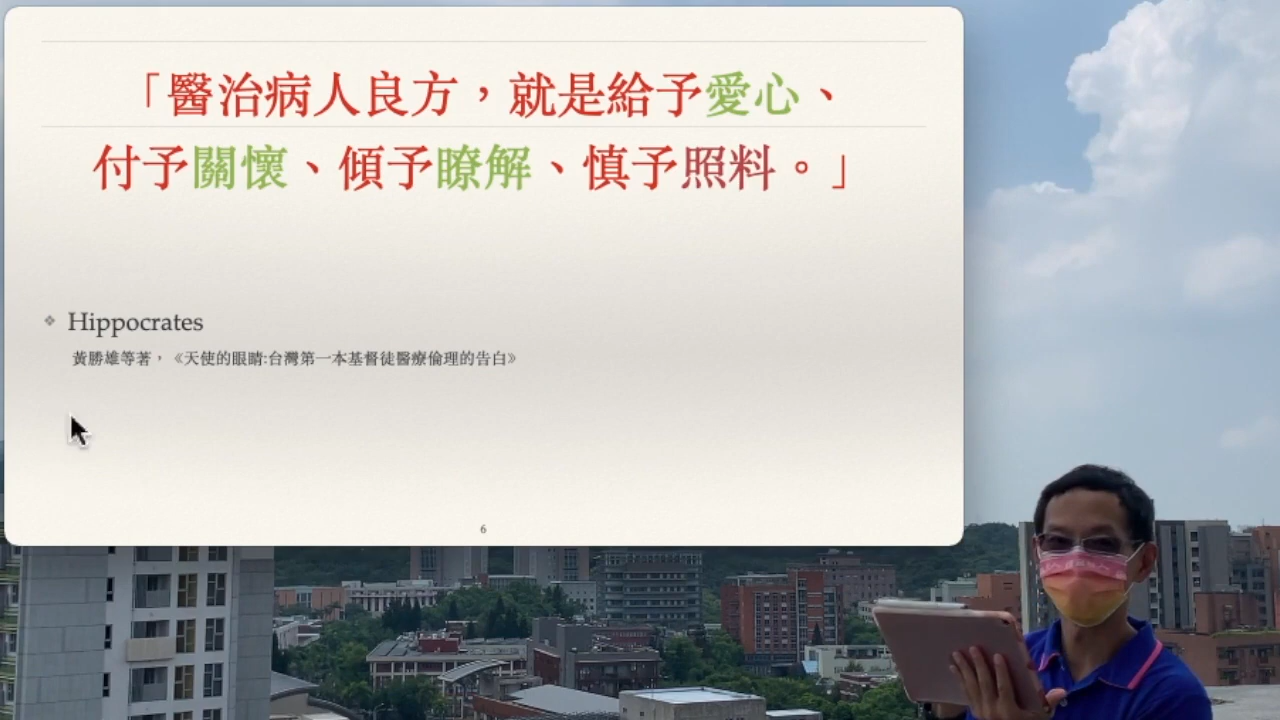 「醫治病人良方，就是給予愛心、
付予關懷、傾予瞭解、慎予照料。」
Hippocrates
黃勝雄等著，《天使的眼睛:台灣第一本基督徒醫療倫理的告白》
6